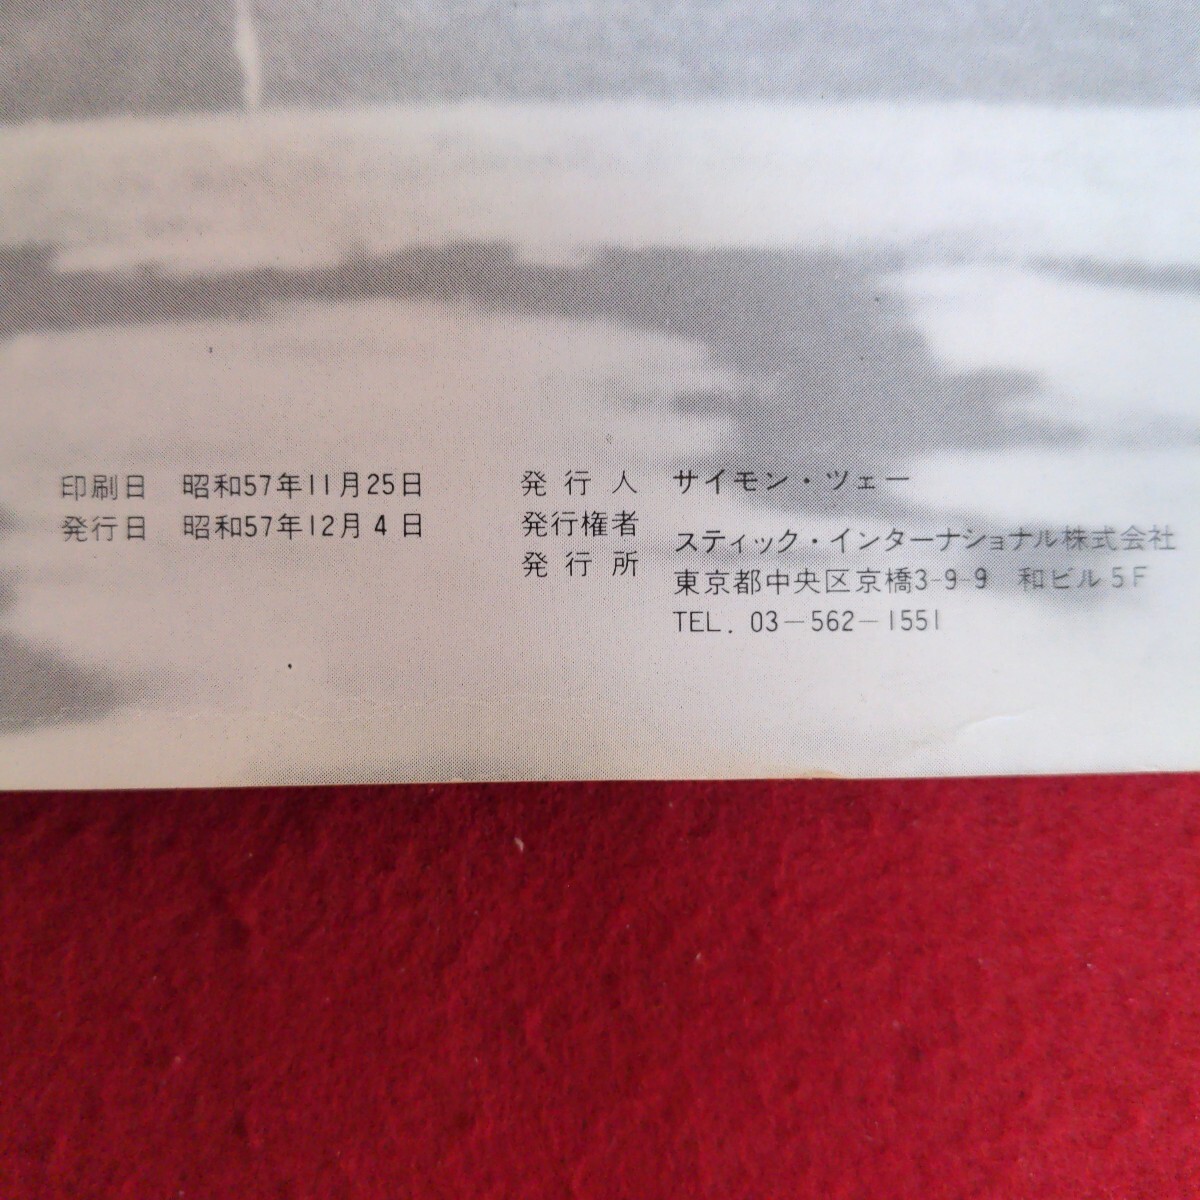 印刷日 昭和57年11月25日
発行日 昭和57年12月4日
発行人 サイモン・ツェー
発行権者
発行所
スティック・インターナショナル株式会社
東京都中央区京橋3-9-9 和ビル5F
TEL. 03-562-1551